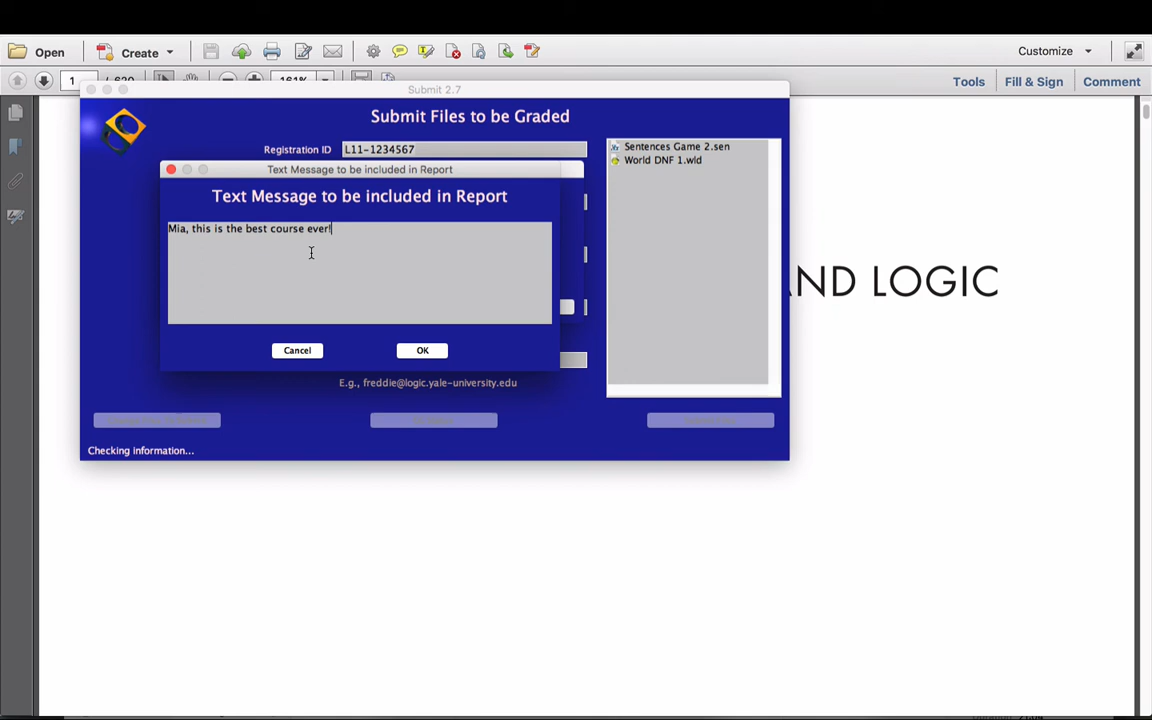 Open
Create
Customize
1 / 620
161%
Tools
Fill & Sign
Comment
Submit 2.7
Submit Files to be Graded
Registration ID
L11-1234567
Sentences Game 2.sen
World DNF 1.wld
Text Message to be included in Report
Text Message to be included in Report
Mia, this is the best course ever!
AND LOGIC
Cancel
OK
E.g., freddie@logic.yale-university.edu
Checking information...